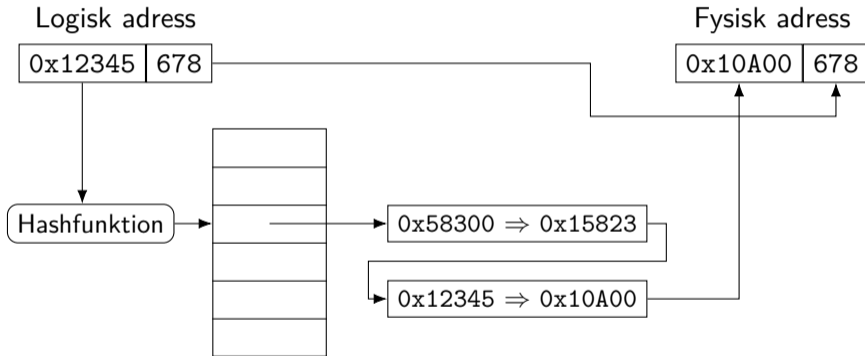 Logisk adress
Fysisk adress
0x12345 678
0x10A00 678
Hashfunktion
0x58300 ⇒ 0x15823
0x12345 ⇒ 0x10A00